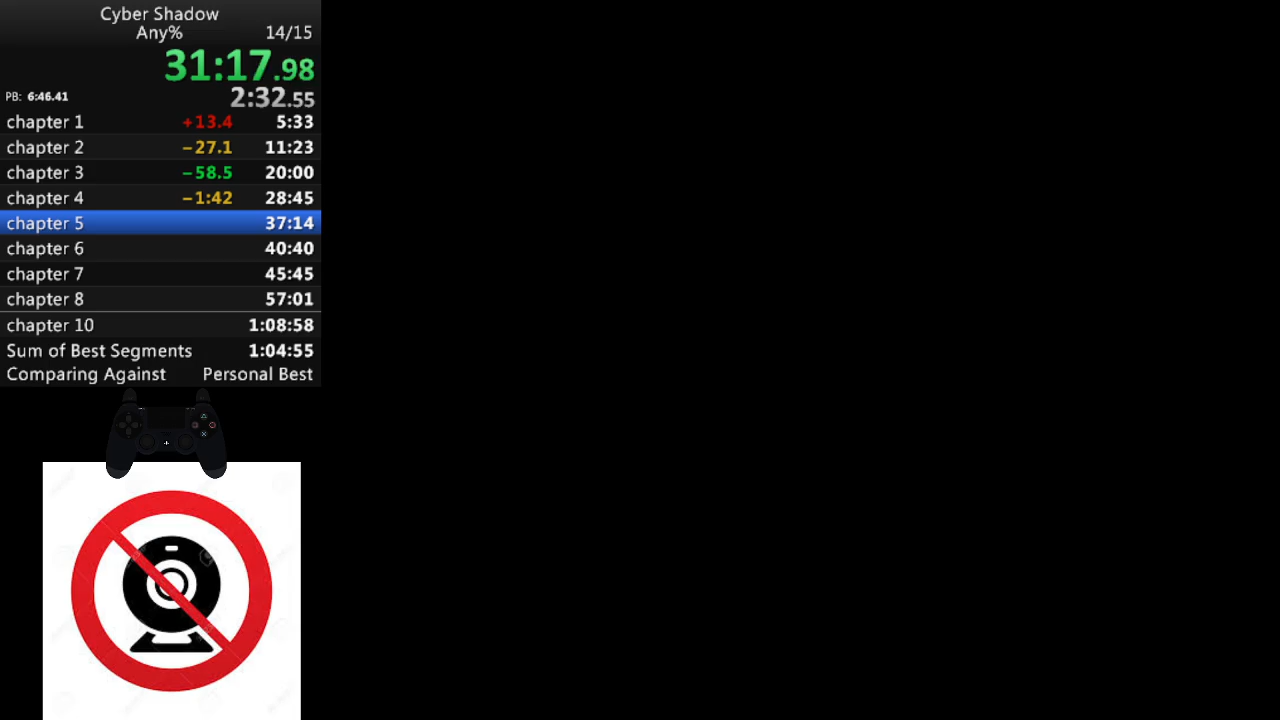 Cyber Shadow
Any% 14/15
31:17.98
PB: 6:46.41 2:32.55
chapter 1 +13.4 5:33
chapter 2 −27.1 11:23
chapter 3 −58.5 20:00
chapter 4 −1:42 28:45
chapter 5 37:14
chapter 6 40:40
chapter 7 45:45
chapter 8 57:01
chapter 10 1:08:58
Sum of Best Segments 1:04:55
Comparing Against Personal Best